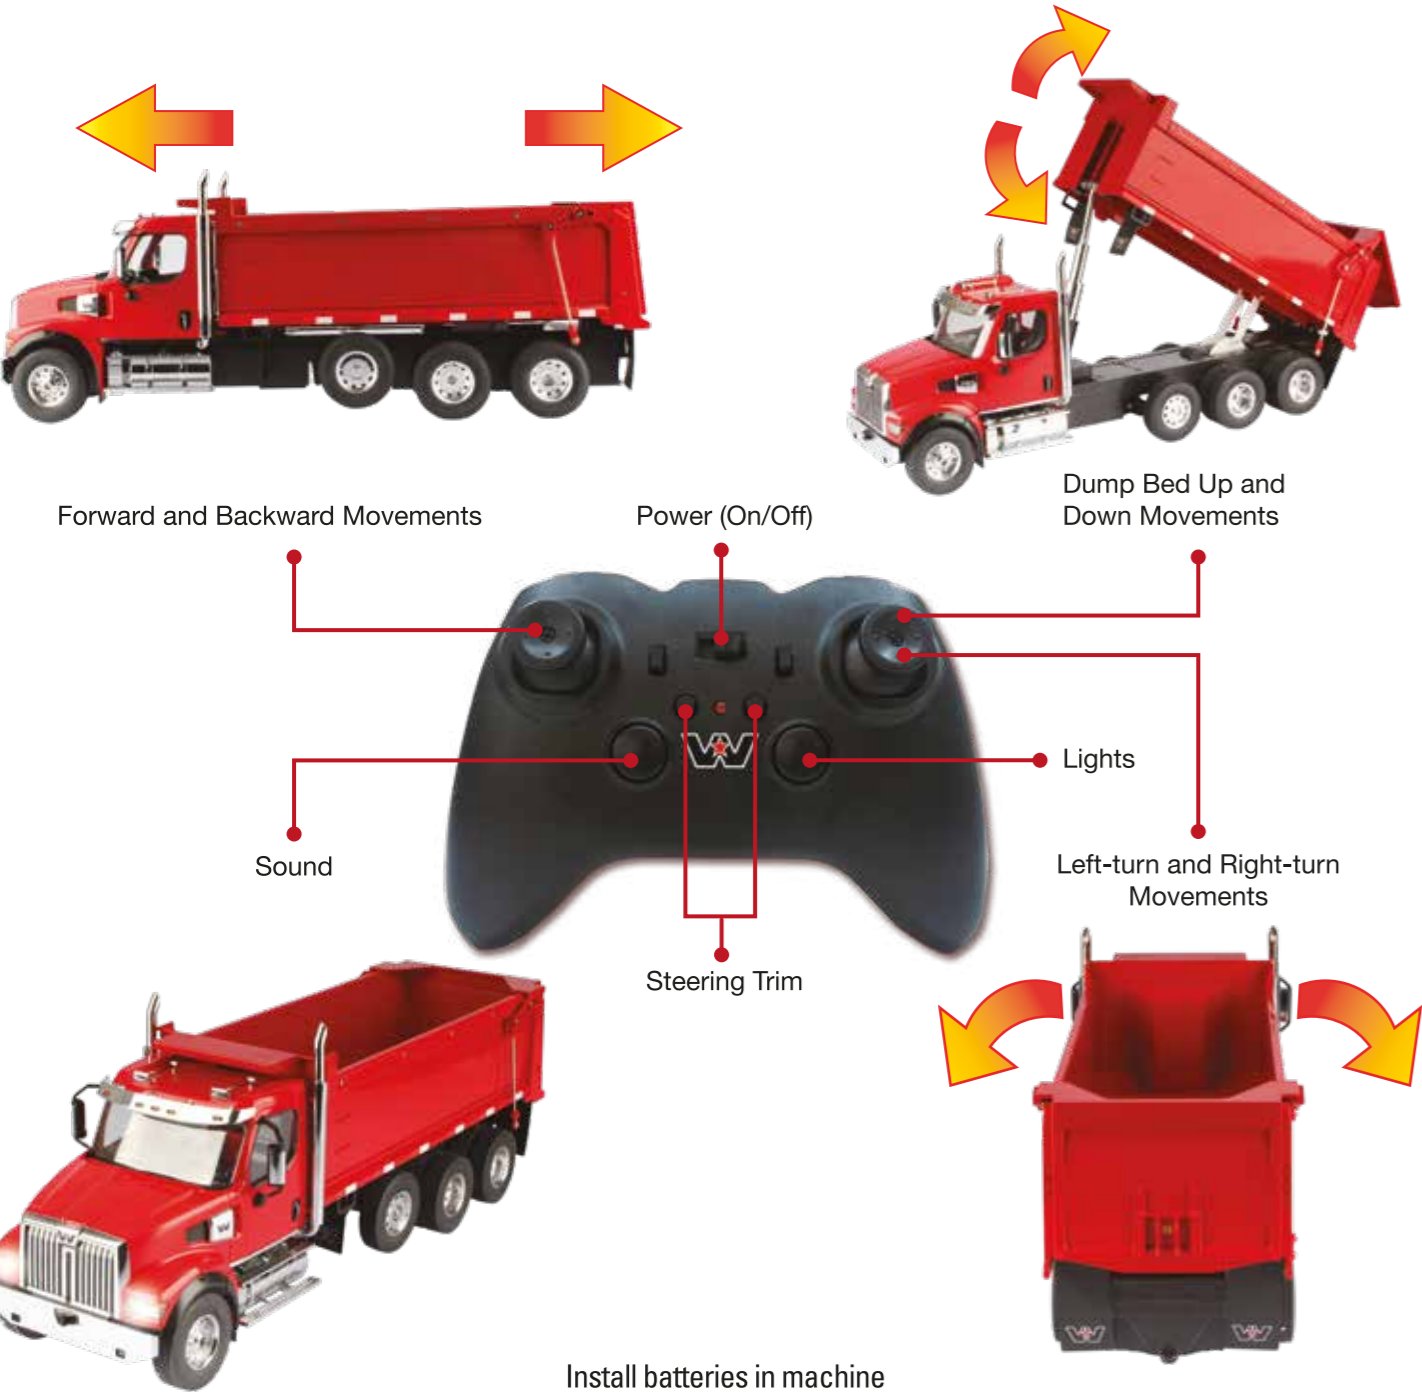 Forward and Backward Movements
Power (On/Off)
Dump Bed Up and
Down Movements
Lights
Sound
Left-turn and Right-turn
Movements
Steering Trim
Install batteries in machine